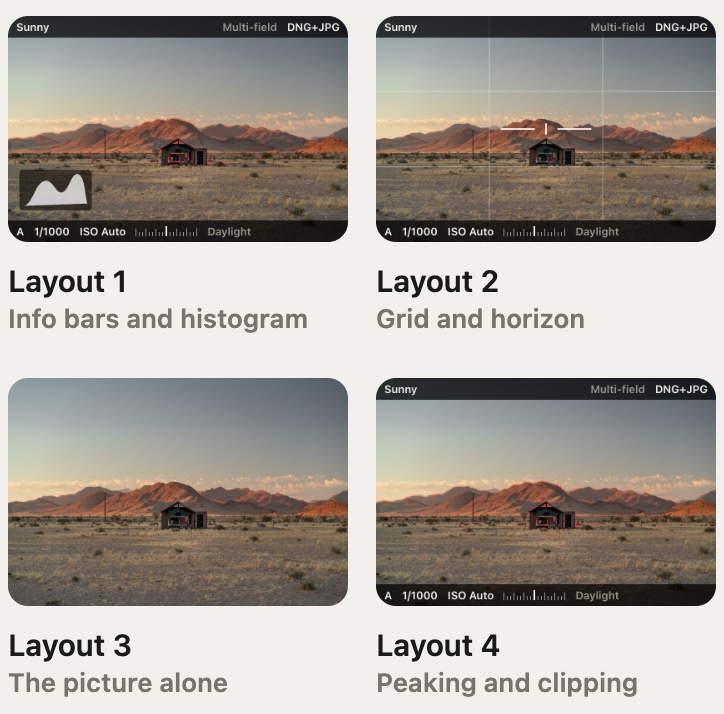 Sunny Multi-field DNG+JPG
A 1/1000 ISO Auto Daylight
Layout 1
Info bars and histogram
Sunny Multi-field DNG+JPG
A 1/1000 ISO Auto Daylight
Layout 2
Grid and horizon
Layout 3
The picture alone
Sunny Multi-field DNG+JPG
A 1/1000 ISO Auto Daylight
Layout 4
Peaking and clipping